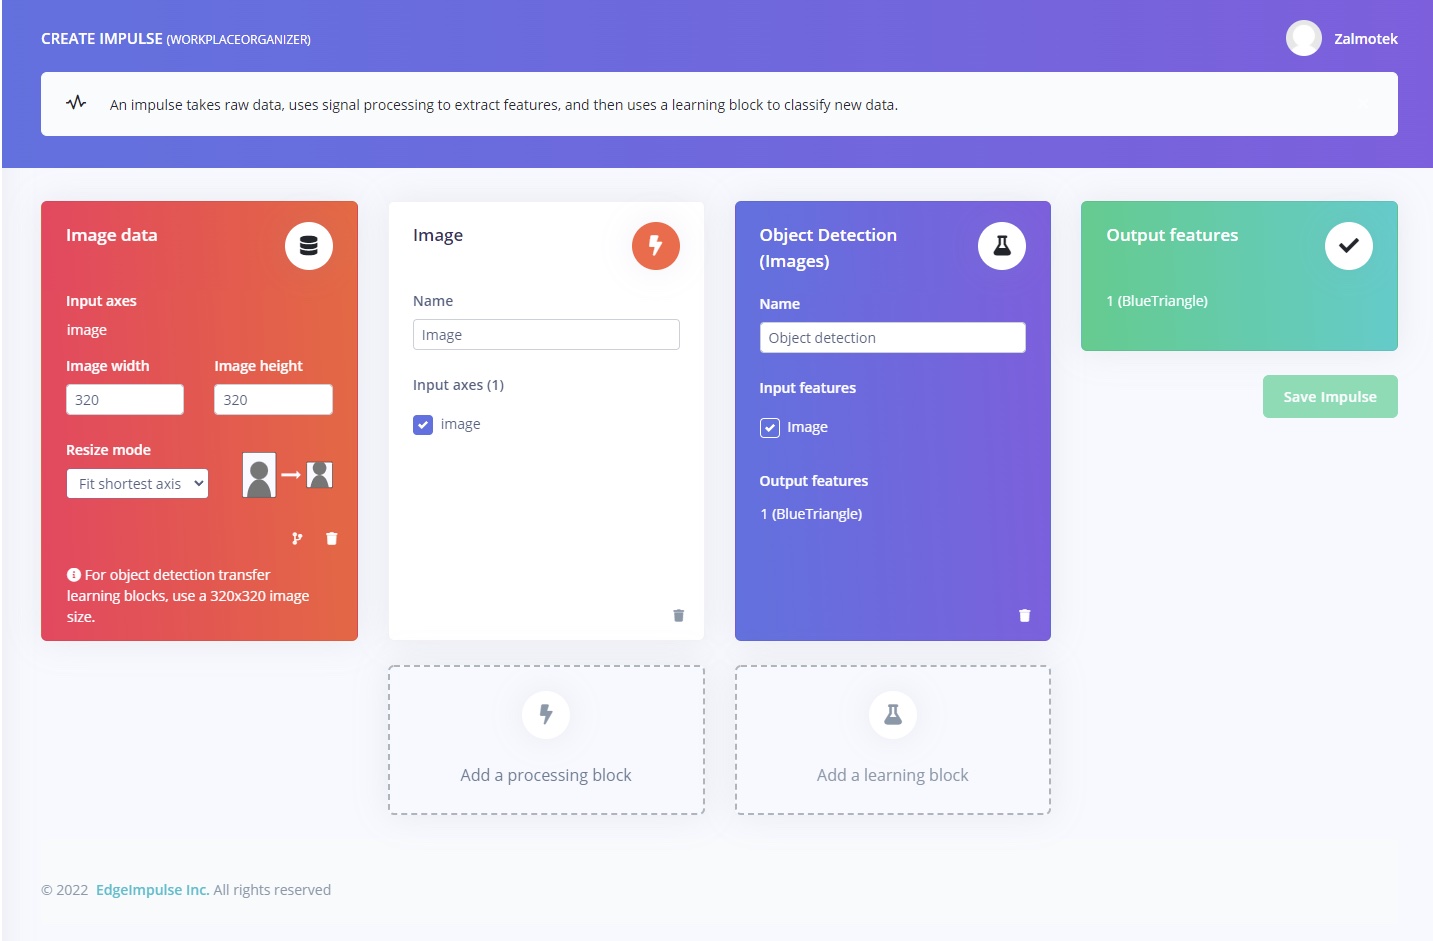 CREATE IMPULSE (WORKPLACEORGANIZER)
Zalmotek
An impulse takes raw data, uses signal processing to extract features, and then uses a learning block to classify new data.
Image data
Input axes
image
Image width
Image height
320
320
Resize mode
Fit shortest axis
For object detection transfer
learning blocks, use a 320x320 image
size.
Image
Name
Image
Input axes (1)
image
Add a processing block
Object Detection
(Images)
Name
Object detection
Input features
Image
Output features
1 (BlueTriangle)
Add a learning block
Output features
1 (BlueTriangle)
Save Impulse
© 2022 EdgeImpulse Inc. All rights reserved